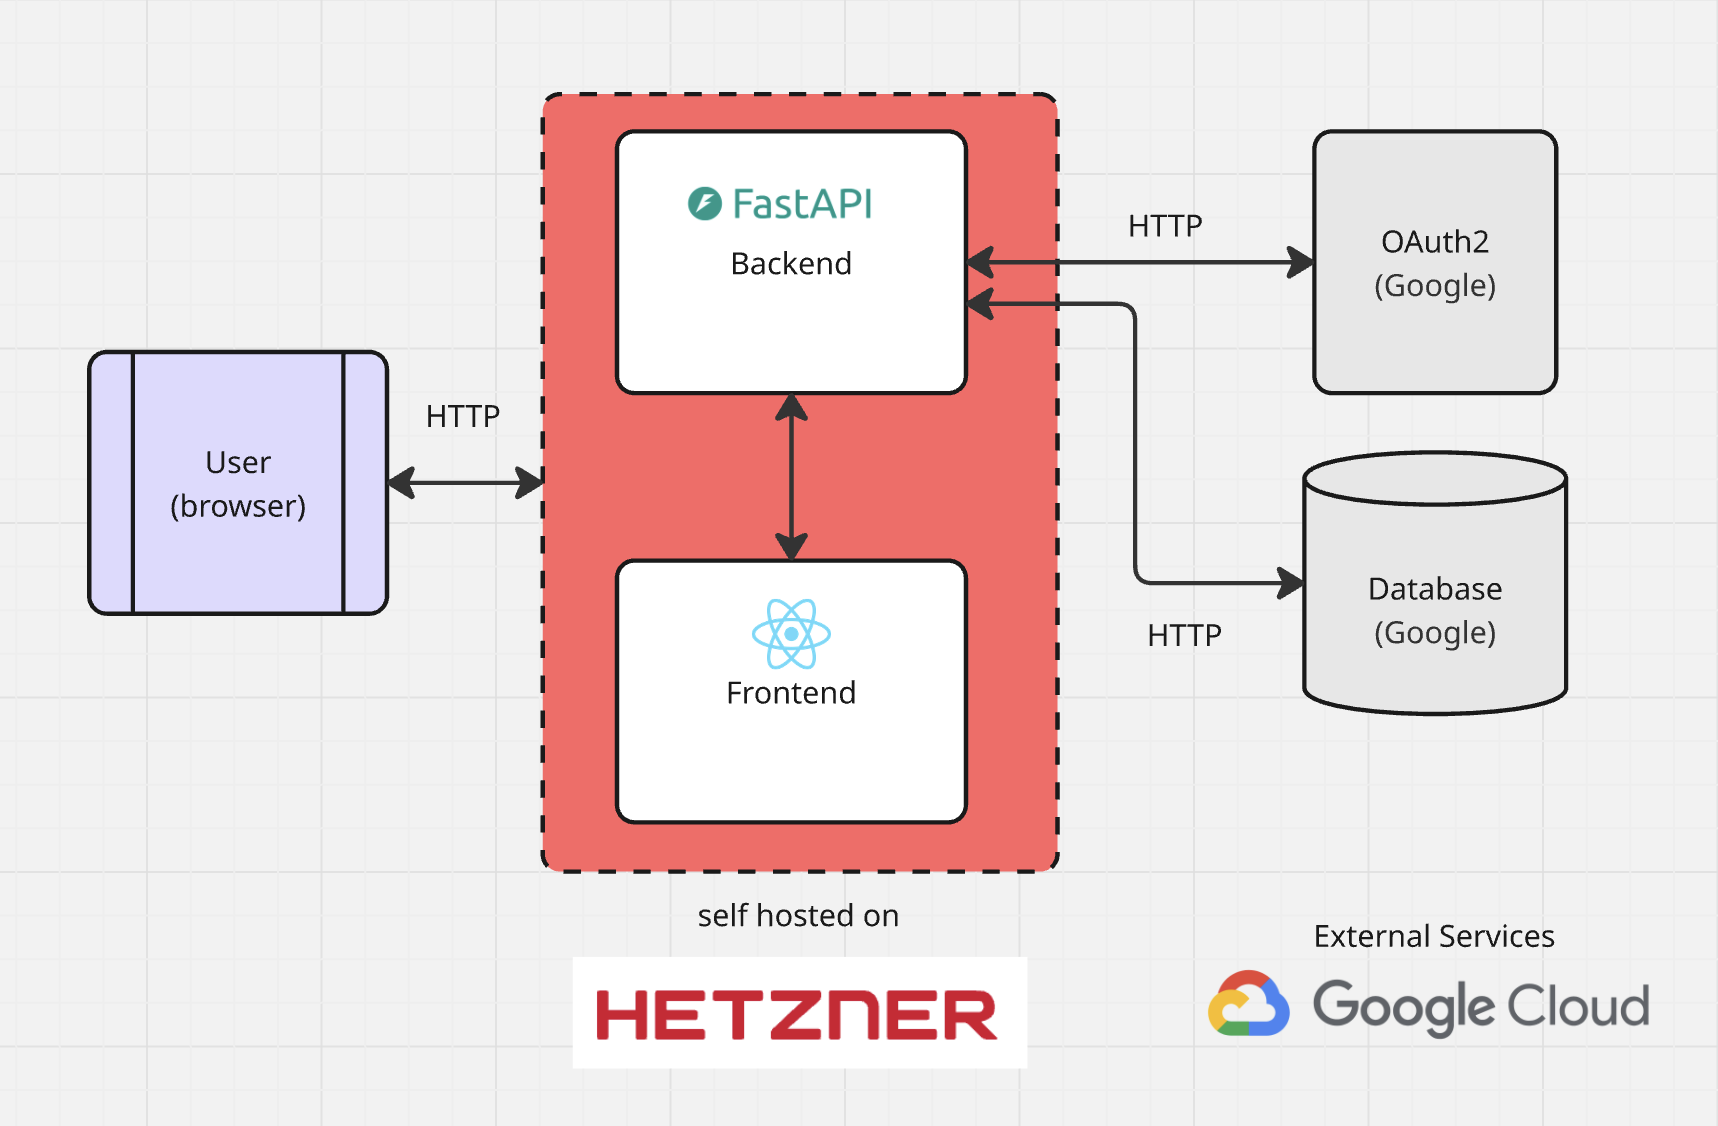 FastAPI
Backend
HTTP
OAuth2
(Google)
HTTP
User
(browser)
Database
(Google)
HTTP
Frontend
self hosted on
HETZNER
External Services
Google Cloud